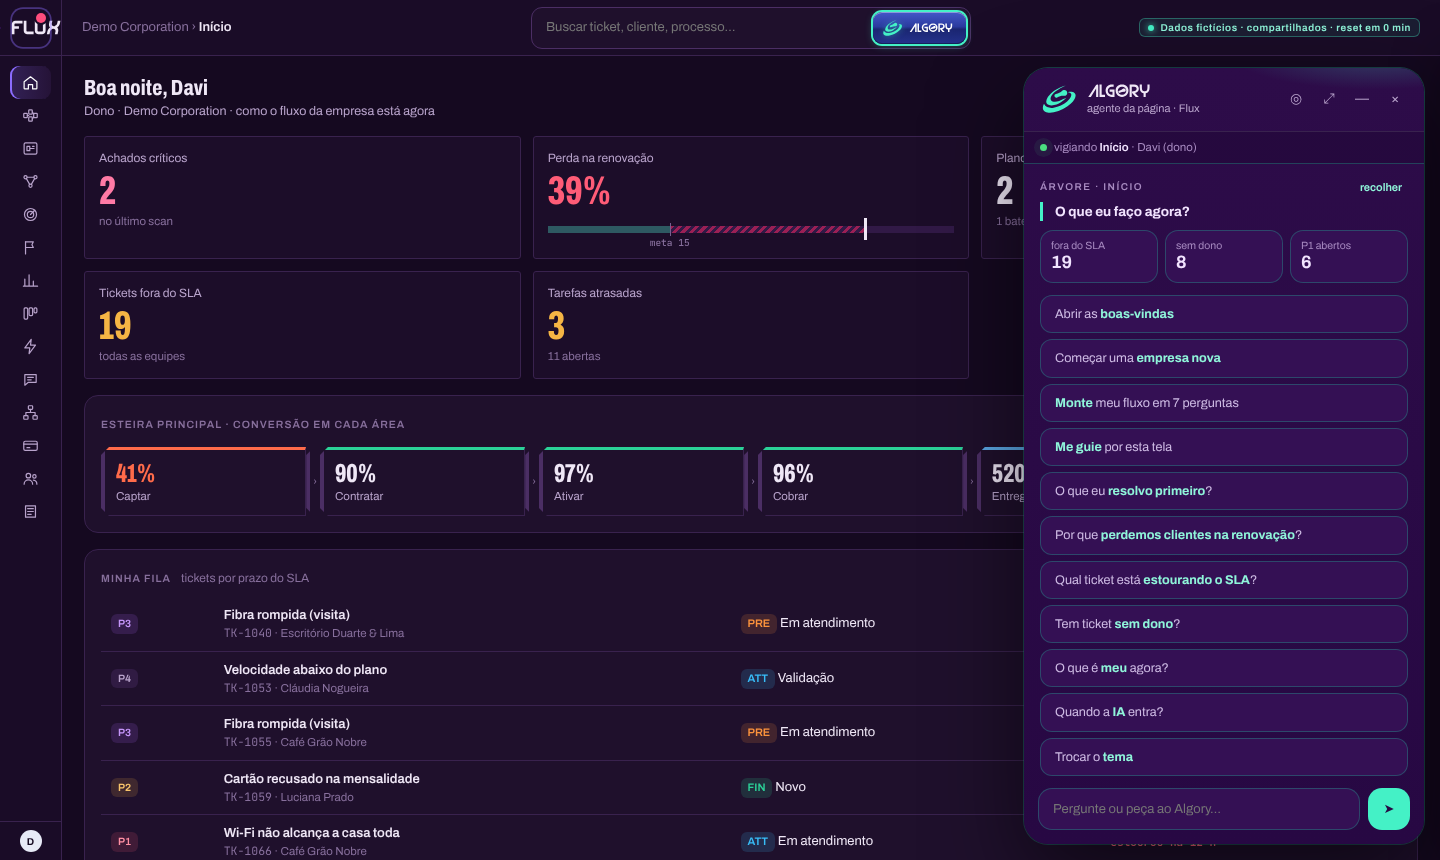 FLUX
Demo Corporation › Início
Buscar ticket, cliente, processo...
ALGORY
Dados fictícios · compartilhados · reset em 0 min
Boa noite, Davi
Dono · Demo Corporation · como o fluxo da empresa está agora
Achados críticos
2
no último scan
Perda na renovação
39%
meta 15
2
Tickets fora do SLA
19
todas as equipes
Tarefas atrasadas
3
11 abertas
ESTEIRA PRINCIPAL · CONVERSÃO EM CADA ÁREA
41%
Captar
›
90%
Contratar
›
97%
Ativar
›
96%
Cobrar
›
520
MINHA FILA tickets por prazo do SLA
P3
Fibra rompida (visita)
TK-1040 · Escritório Duarte & Lima
PRE Em atendimento
P4
Velocidade abaixo do plano
TK-1053 · Cláudia Nogueira
ATT Validação
P3
Fibra rompida (visita)
TK-1055 · Café Grão Nobre
PRE Em atendimento
P2
Cartão recusado na mensalidade
TK-1059 · Luciana Prado
FIN Novo
P1
Wi-Fi não alcança a casa toda
TK-1066 · Café Grão Nobre
ATT Em atendimento
D
ALGORY
agente da página · Flux
vigiando Início · Davi (dono)
ÁRVORE · INÍCIO
recolher
O que eu faço agora?
fora do SLA
19
sem dono
8
P1 abertos
6
Abrir as boas-vindas
Começar uma empresa nova
Monte meu fluxo em 7 perguntas
Me guie por esta tela
O que eu resolvo primeiro?
Por que perdemos clientes na renovação?
Qual ticket está estourando o SLA?
Tem ticket sem dono?
O que é meu agora?
Quando a IA entra?
Trocar o tema
Pergunte ou peça ao Algory...